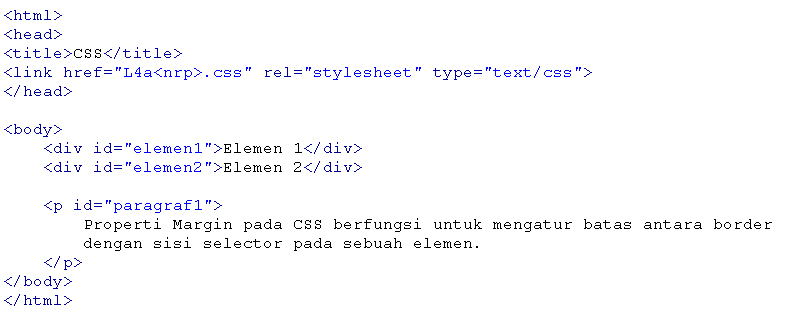 <html>
<head>
<title>CSS</title>
<link href="L4a<nrp>.css" rel="stylesheet" type="text/css">
</head>
<body>
<div id="elemen1">Elemen 1</div>
<div id="elemen2">Elemen 2</div>
<p id="paragraf1">
Properti Margin pada CSS berfungsi untuk mengatur batas antara border
dengan sisi selector pada sebuah elemen.
</p>
</body>
</html>